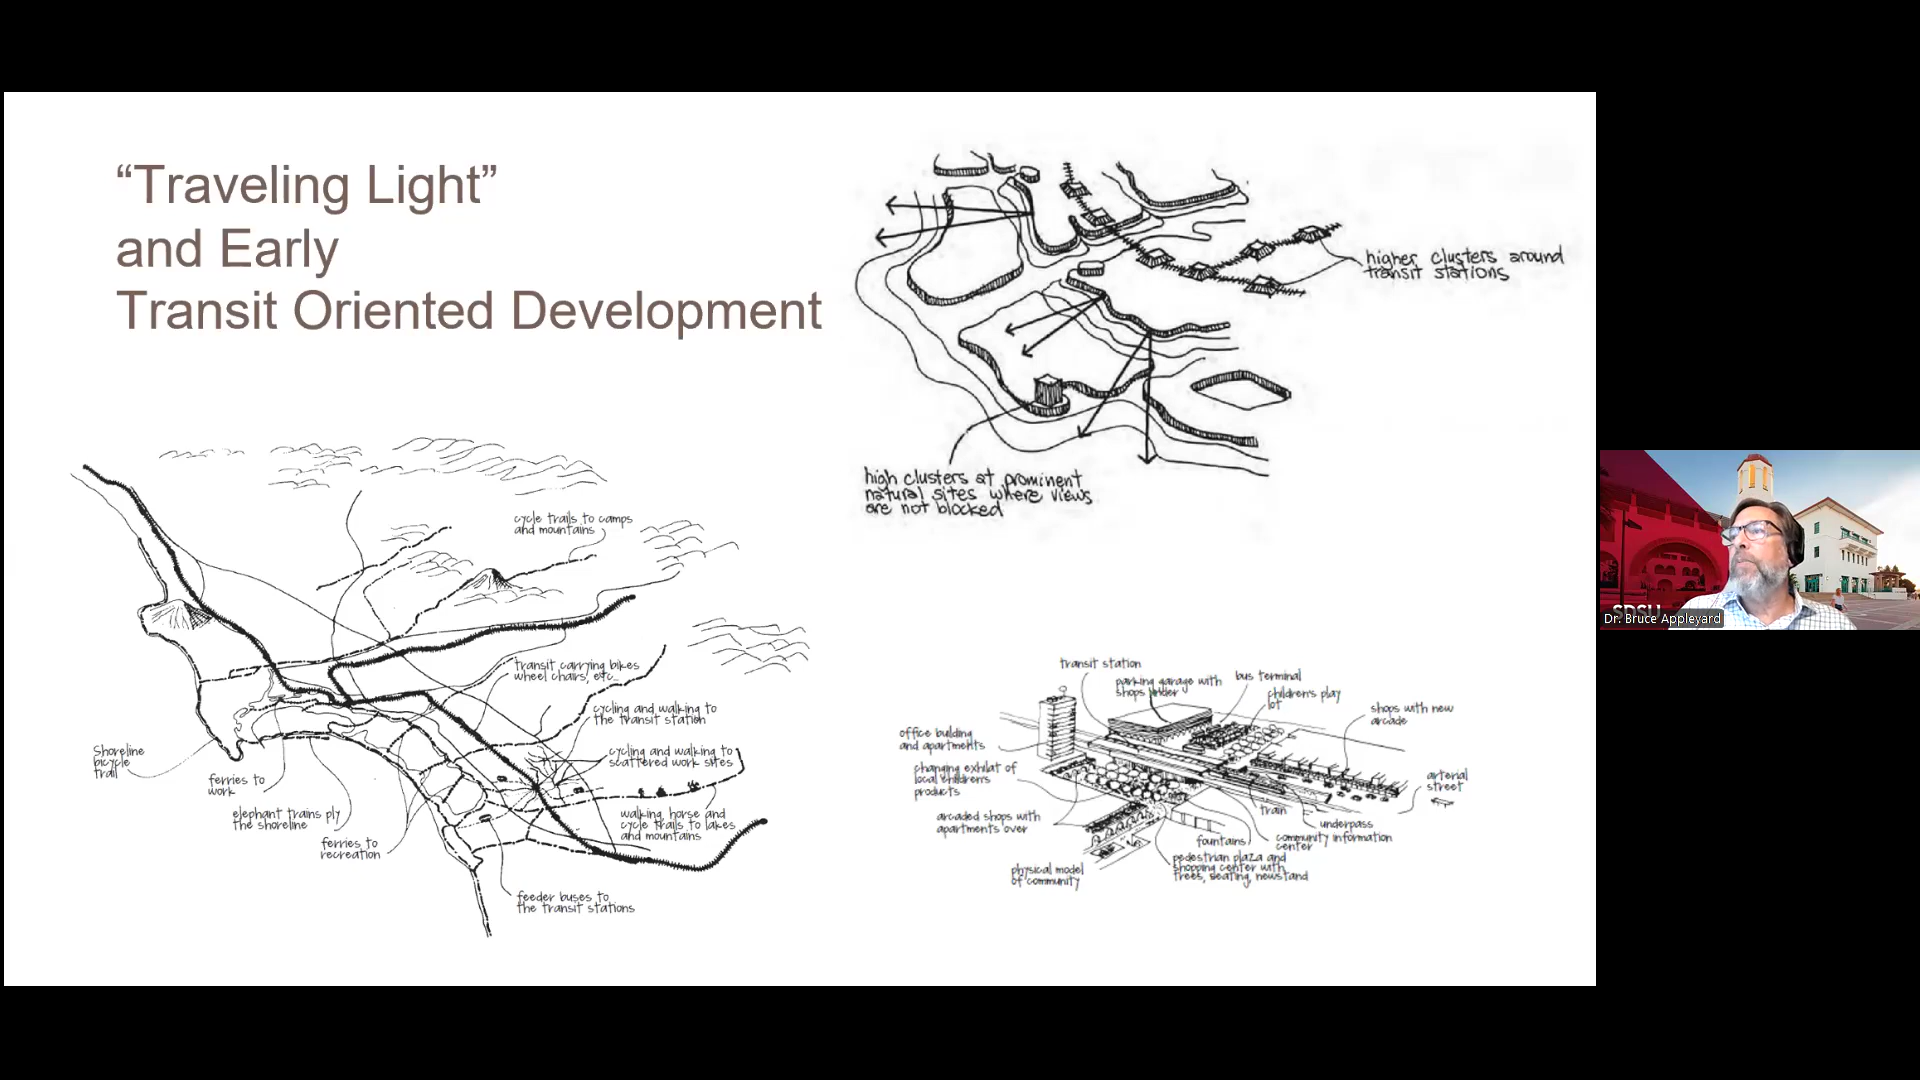 “Traveling Light”
and Early
Transit Oriented Development
higher clusters around
transit stations
high clusters at prominent
natural sites where views
are not blocked
cycle trails to camps
and mountains
transit carrying bikes
wheel chairs, etc..
cycling and walking to
the transit station
cycling and walking to
scattered work sites
Shoreline
bicycle
trail
ferries to
work
elephant trains ply
the shoreline
ferries to
recreation
walking, horse and
cycle trails to lakes
and mountains
feeder buses to
the transit stations
transit station
parking garage with
shops under
bus terminal
children's play
lot
shops with new
arcade
office building
and apartments
changing exhibit of
local children's
products
arcaded shops with
apartments over
physical model
of community
arterial
street
train
underpass
fountains
community information
center
pedestrian plaza and
shopping center with
trees, seating, newsstand
SDSU
Dr. Bruce Appleyard